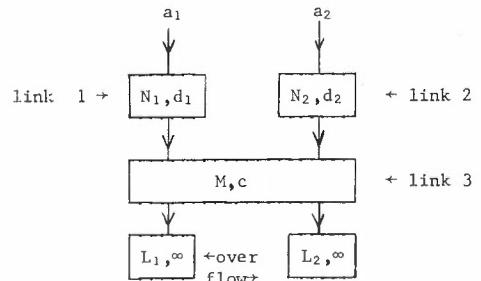 a₁ a₂
link 1 → N₁,d₁ N₂,d₂ ← link 2
M,c ← link 3
L₁,∞ ←over L₂,∞
flow→